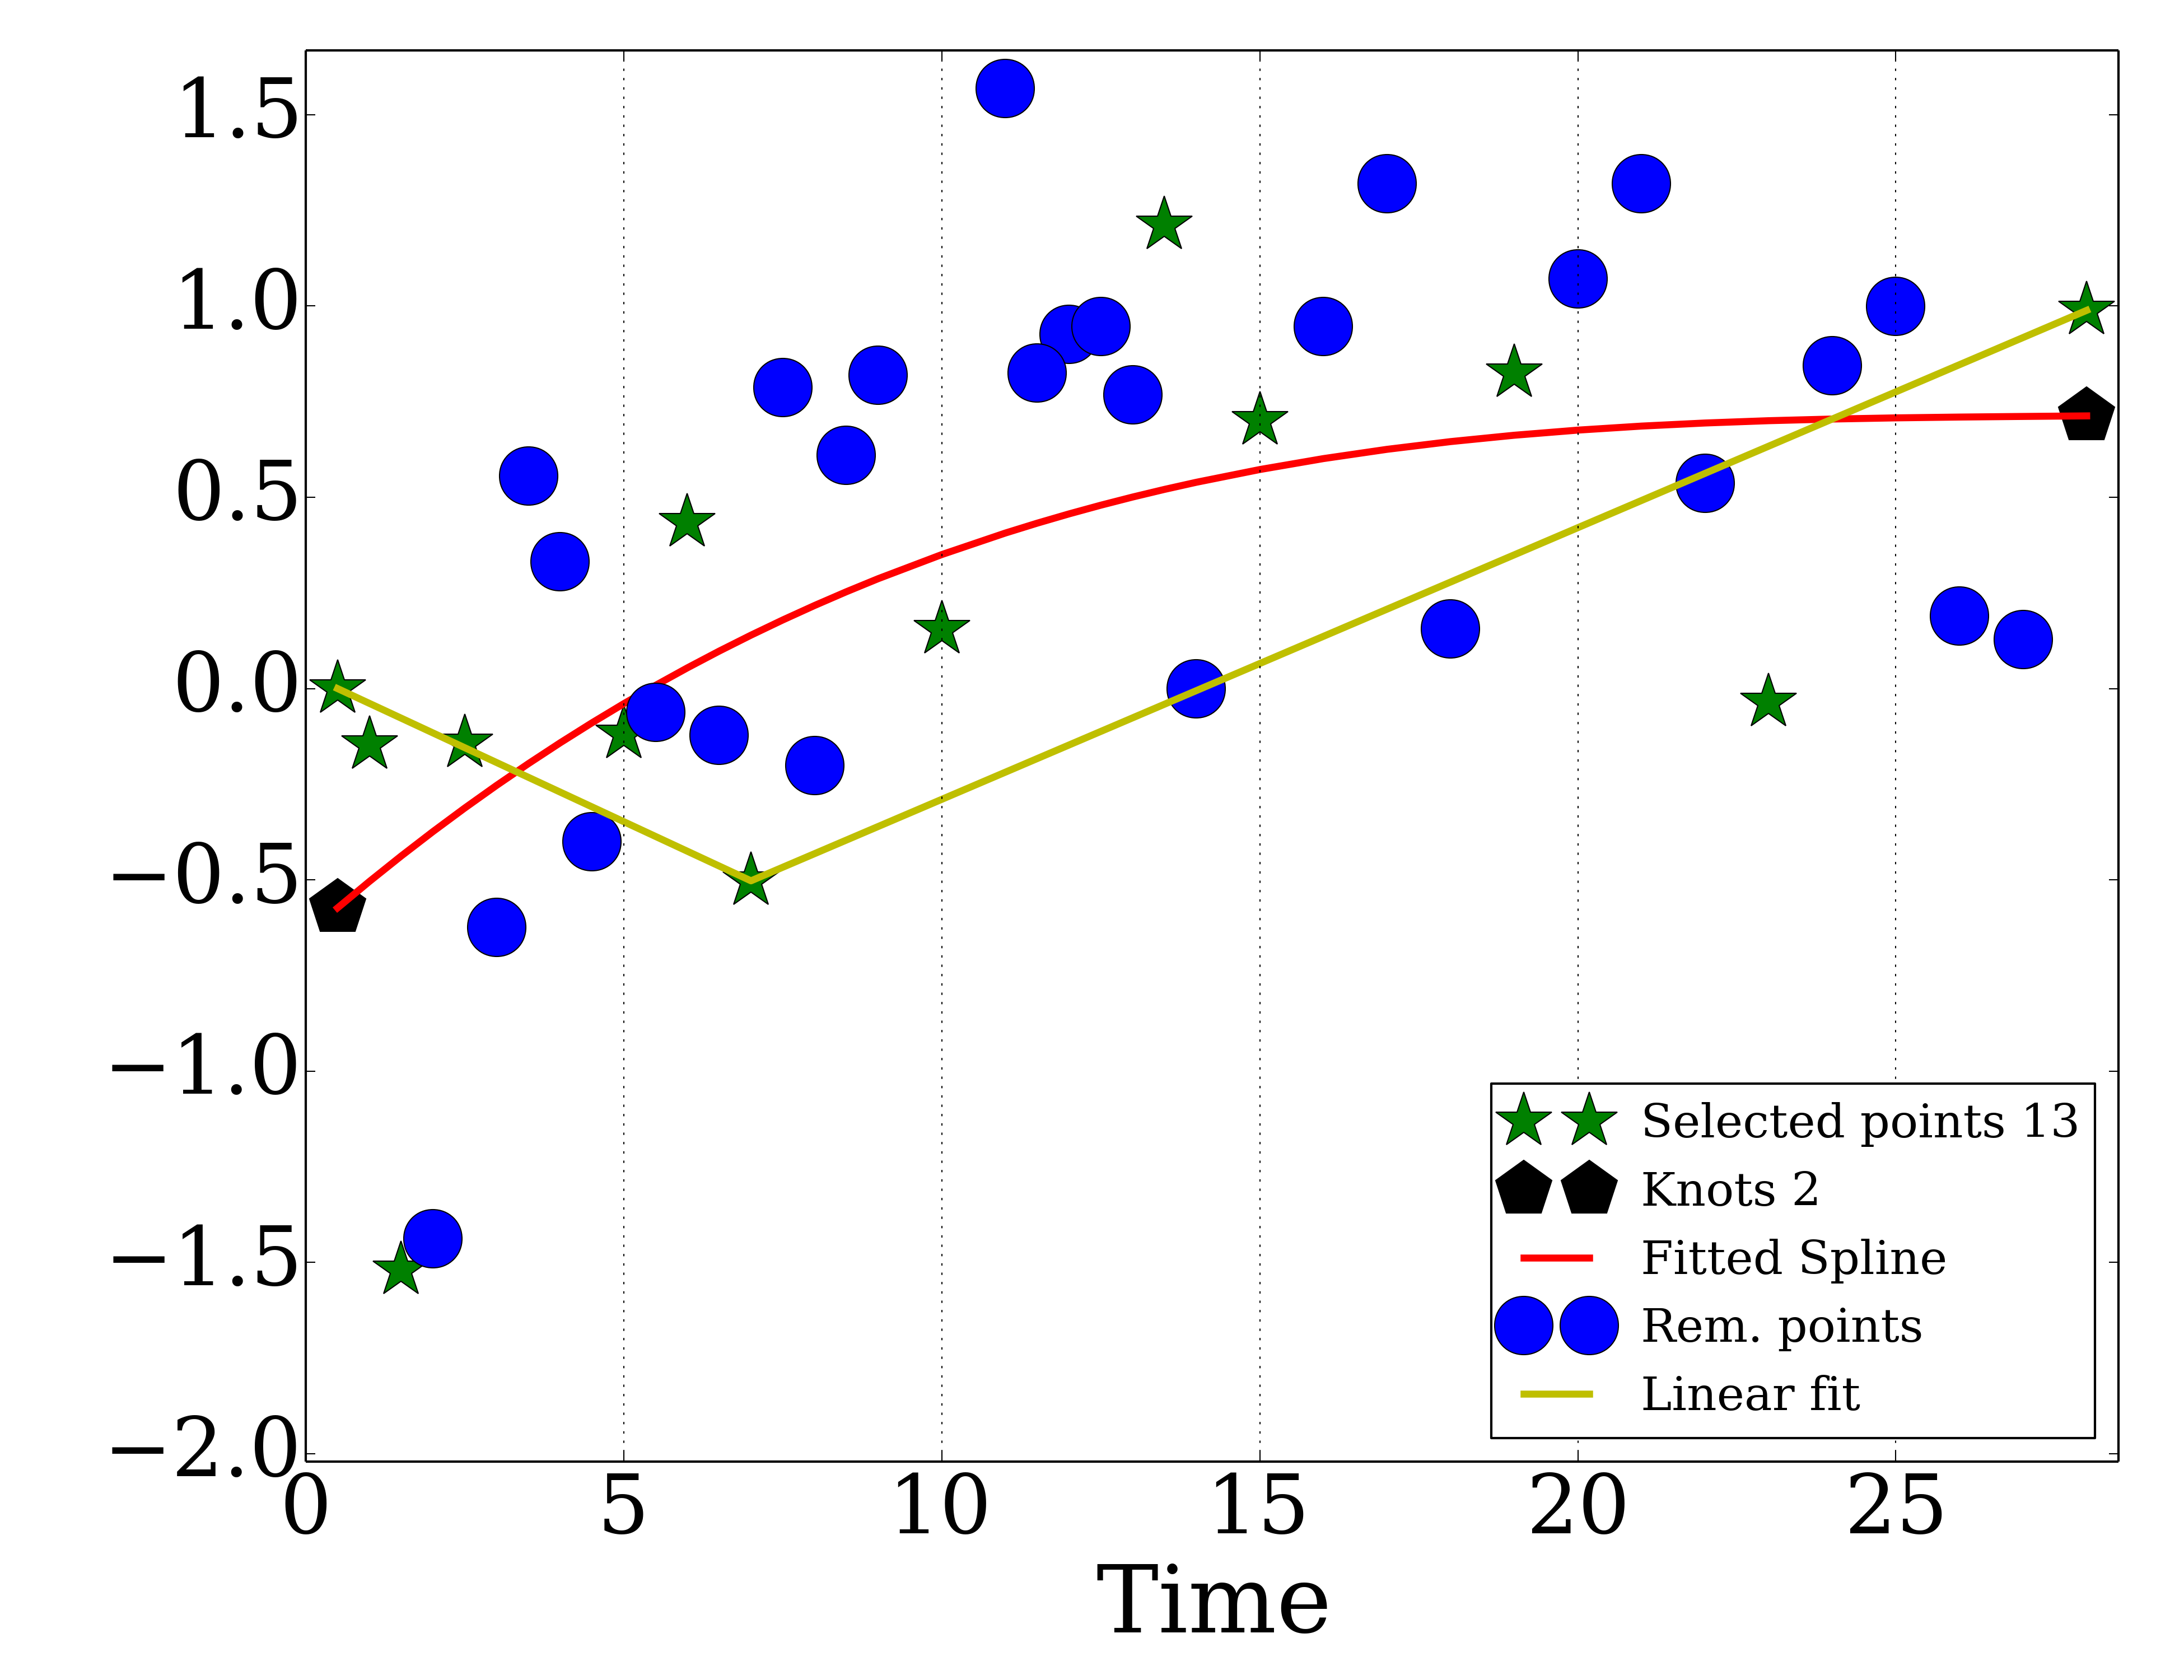 1.5
1.0
0.5
0.0
−0.5
−1.0
−1.5
−2.0
0 5 10 15 20 25
Time
Selected points 13
Knots 2
Fitted Spline
Rem. points
Linear fit